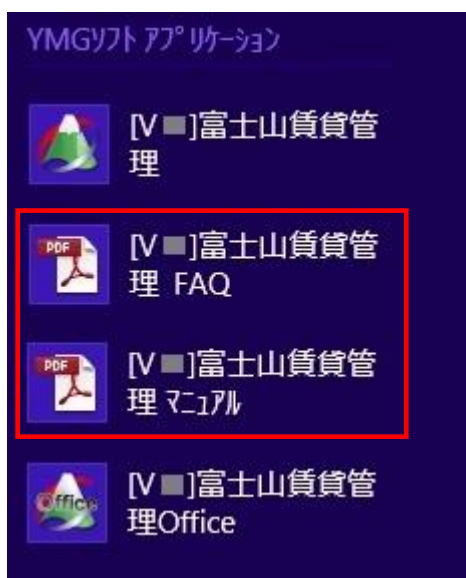 YMGｿﾌﾄ ｱﾌﾟﾘｹｰｼｮﾝ
[V■]富士山賃貸管
理
PDF
[V■]富士山賃貸管
理 FAQ
PDF
[V■]富士山賃貸管
理 ﾏﾆｭｱﾙ
Office
[V■]富士山賃貸管
理Office